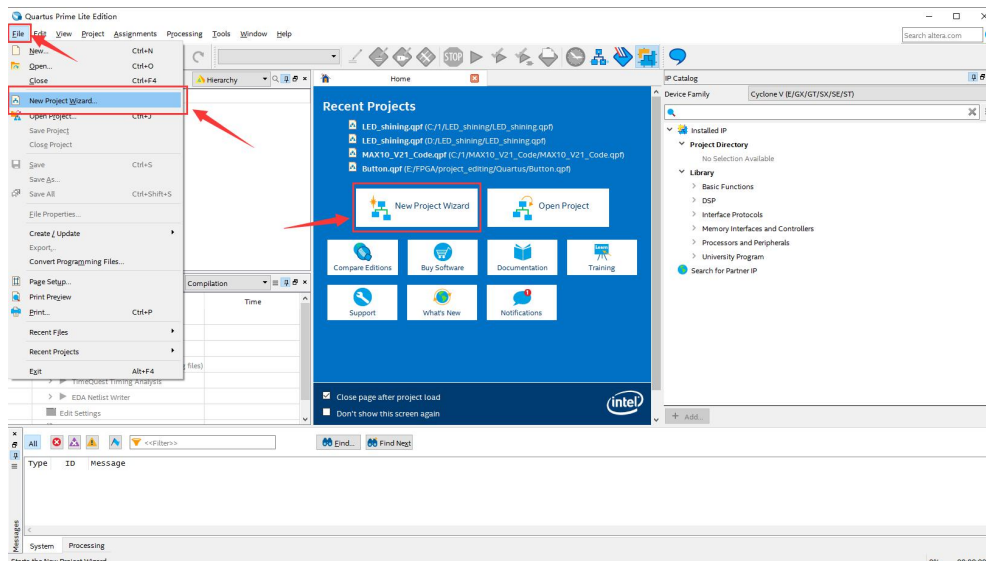 Quartus Prime Lite Edition
File Edit View Project Assignments Processing Tools Window Help
Search altera.com
New... Ctrl+N
Open... Ctrl+O
Close Ctrl+F4
New Project Wizard...
Open Project... Ctrl+J
Save Project
Close Project
Save Ctrl+S
Save As...
Save All Ctrl+Shift+S
File Properties...
Create / Update
Export...
Convert Programming Files...
Page Setup...
Print Preview
Print... Ctrl+P
Recent Files
Recent Projects
Exit Alt+F4
Hierarchy
Compilation
Time
files)
TimeQuest Timing Analysis
EDA Netlist Writer
Edit Settings
STOP
Home
Recent Projects
LED_shining.qpf (C:/1/LED_shining/LED_shining.qpf)
LED_shining.qpf (D:/LED_shining/LED_shining.qpf)
MAX10_V21_Code.qpf (C:/1/MAX10_V21_Code/MAX10_V21_Code.qpf)
Button.qpf (E:/FPGA/project_editing/Quartus/Button.qpf)
New Project Wizard
Open Project
Compare Editions
Buy Software
Documentation
Learn
Training
Support
What's New
Notifications
Close page after project load
Don't show this screen again
intel
IP Catalog
Device Family Cyclone V (E/GX/GT/SX/SE/ST)
Installed IP
Project Directory
No Selection Available
Library
Basic Functions
DSP
Interface Protocols
Memory Interfaces and Controllers
Processors and Peripherals
University Program
Search for Partner IP
+ Add...
All <<Filter>> Find... Find Next
Type ID Message
Messages
System Processing